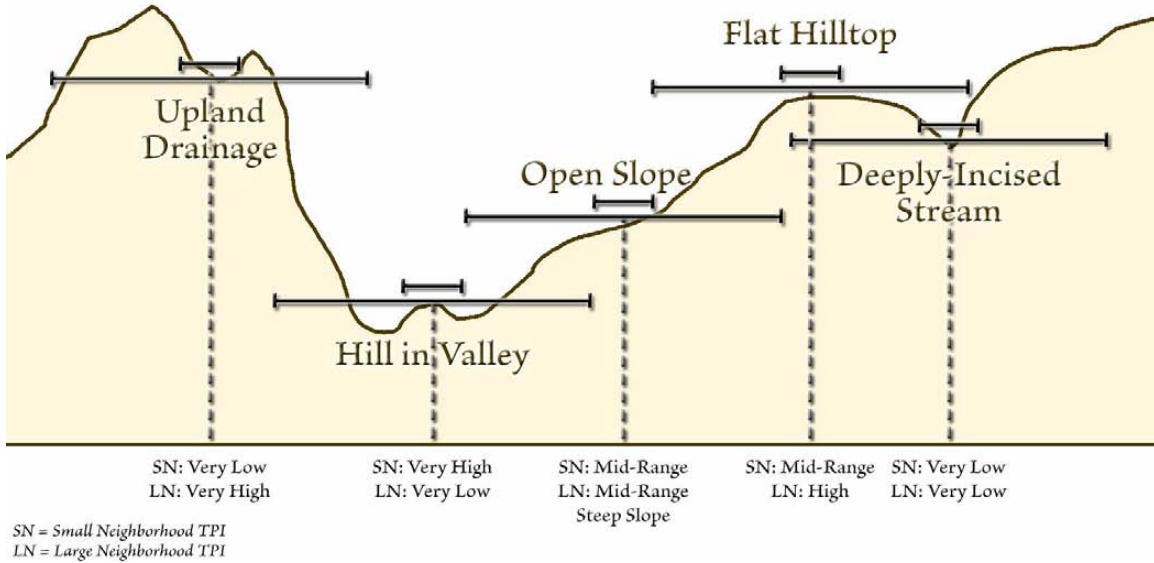 Flat Hilltop
Upland
Drainage
Open Slope
Deeply-Incised
Stream
Hill in Valley
SN: Very Low
LN: Very High
SN: Very High
LN: Very Low
SN: Mid-Range
LN: Mid-Range
Steep Slope
SN: Mid-Range
LN: High
SN: Very Low
LN: Very Low
SN = Small Neighborhood TPI
LN = Large Neighborhood TPI